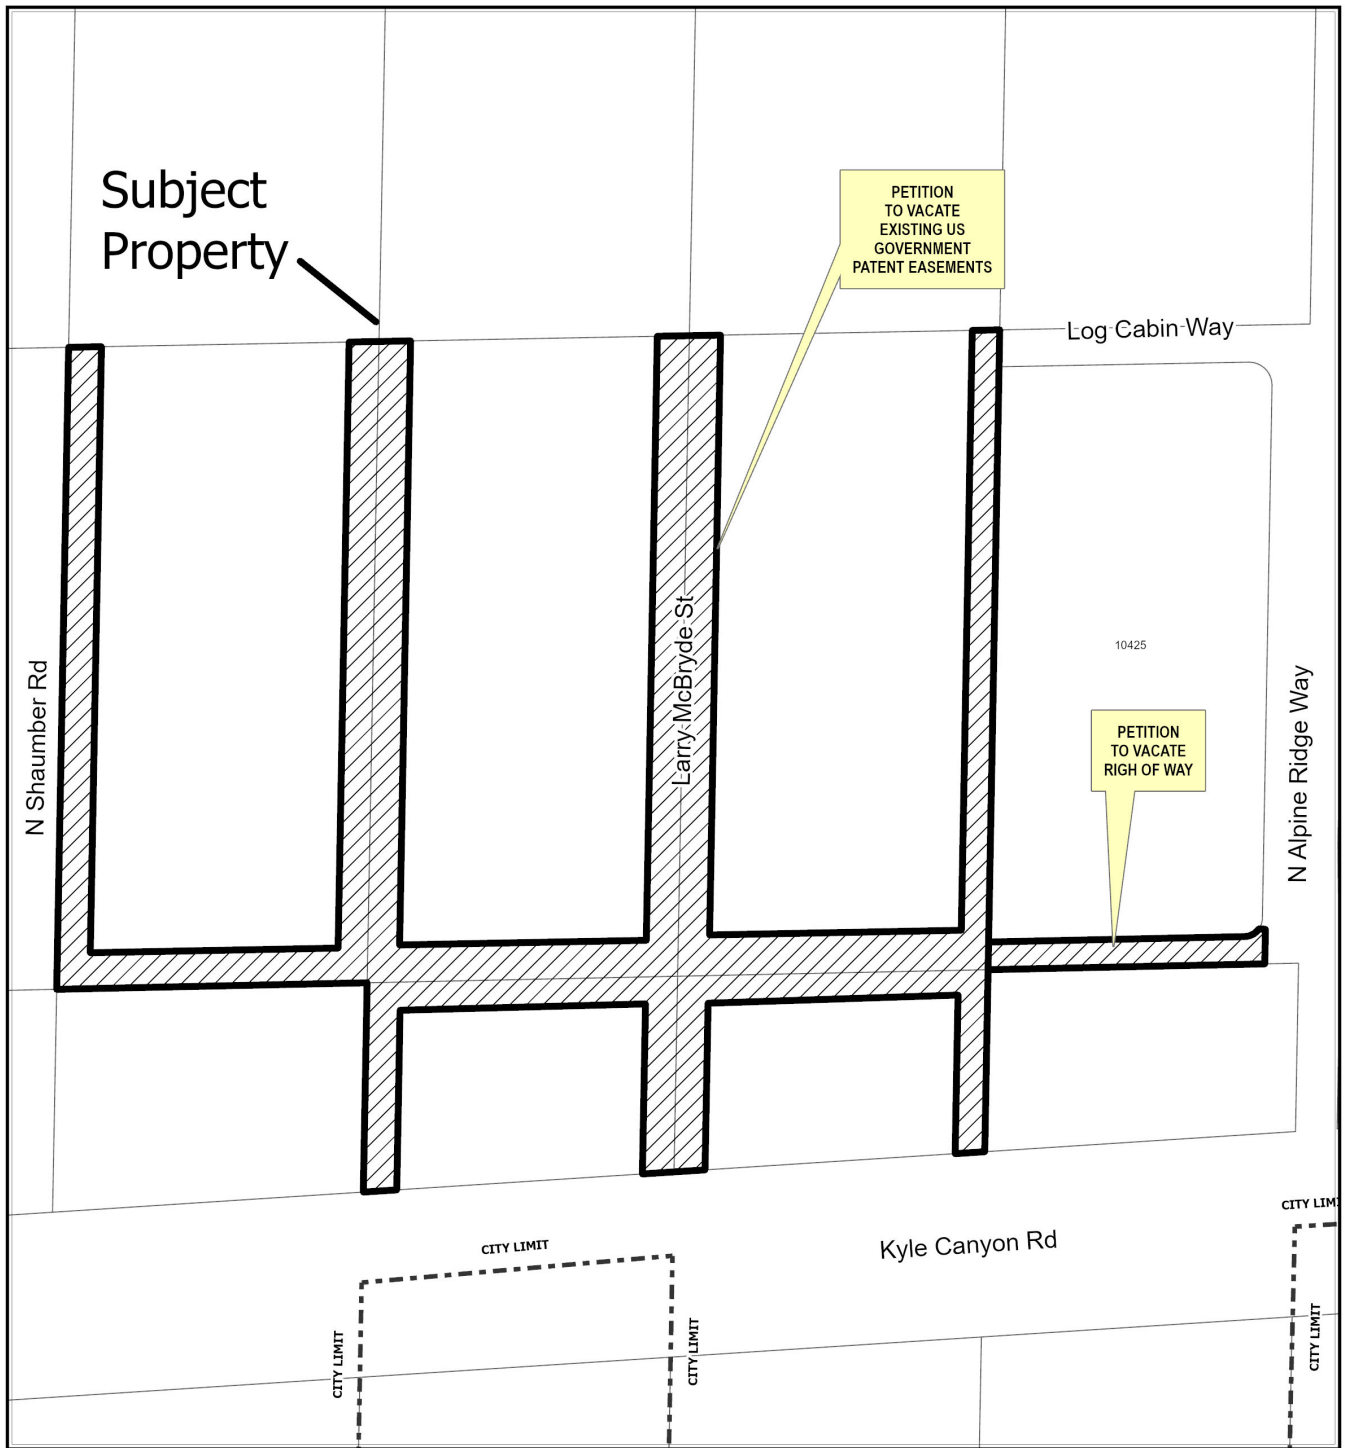 Subject
Property
PETITION
TO VACATE
EXISTING US
GOVERNMENT
PATENT EASEMENTS
Log Cabin Way
Larry McBryde St
N Shaumber Rd
10425
PETITION
TO VACATE
RIGH OF WAY
N Alpine Ridge Way
Kyle Canyon Rd
CITY LIMIT
CITY LIMIT
CITY LIMIT
CITY LIM
CITY LIMIT